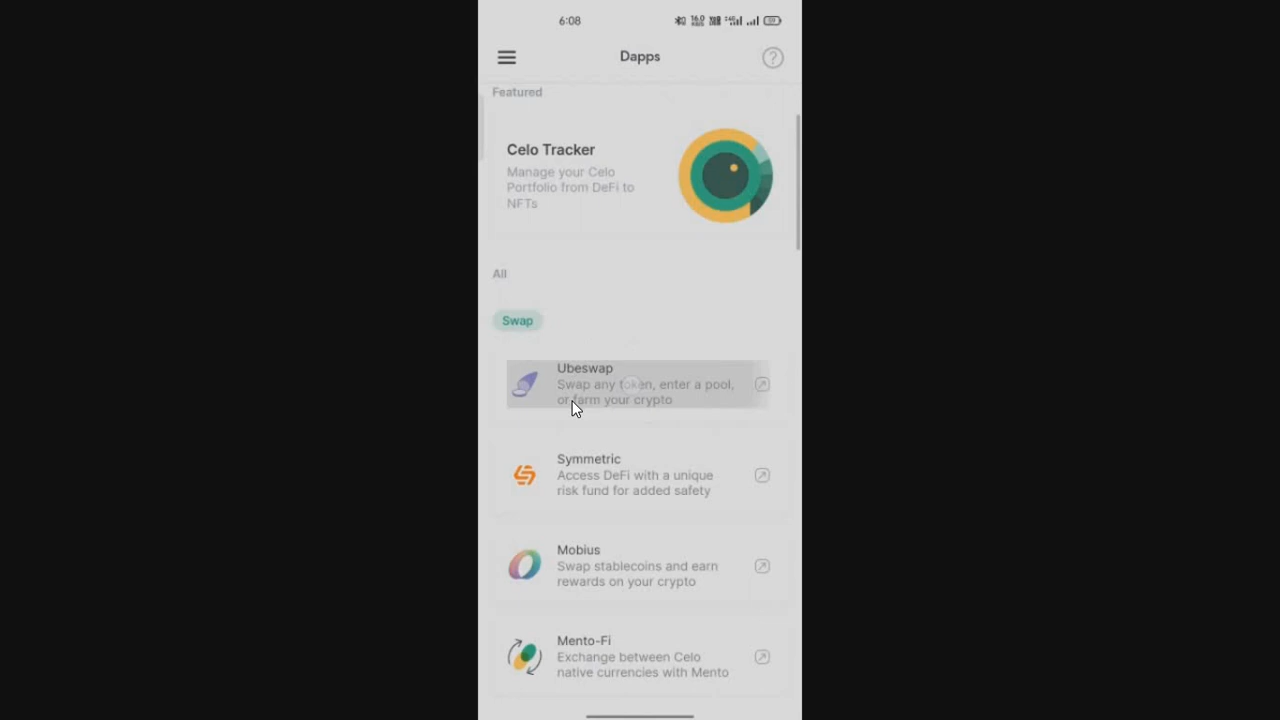 6:08
Dapps
Featured
Celo Tracker
Manage your Celo
Portfolio from DeFi to
NFTs
All
Swap
Ubeswap
Swap any token, enter a pool,
or farm your crypto
Symmetric
Access DeFi with a unique
risk fund for added safety
Mobius
Swap stablecoins and earn
rewards on your crypto
Mento-Fi
Exchange between Celo
native currencies with Mento